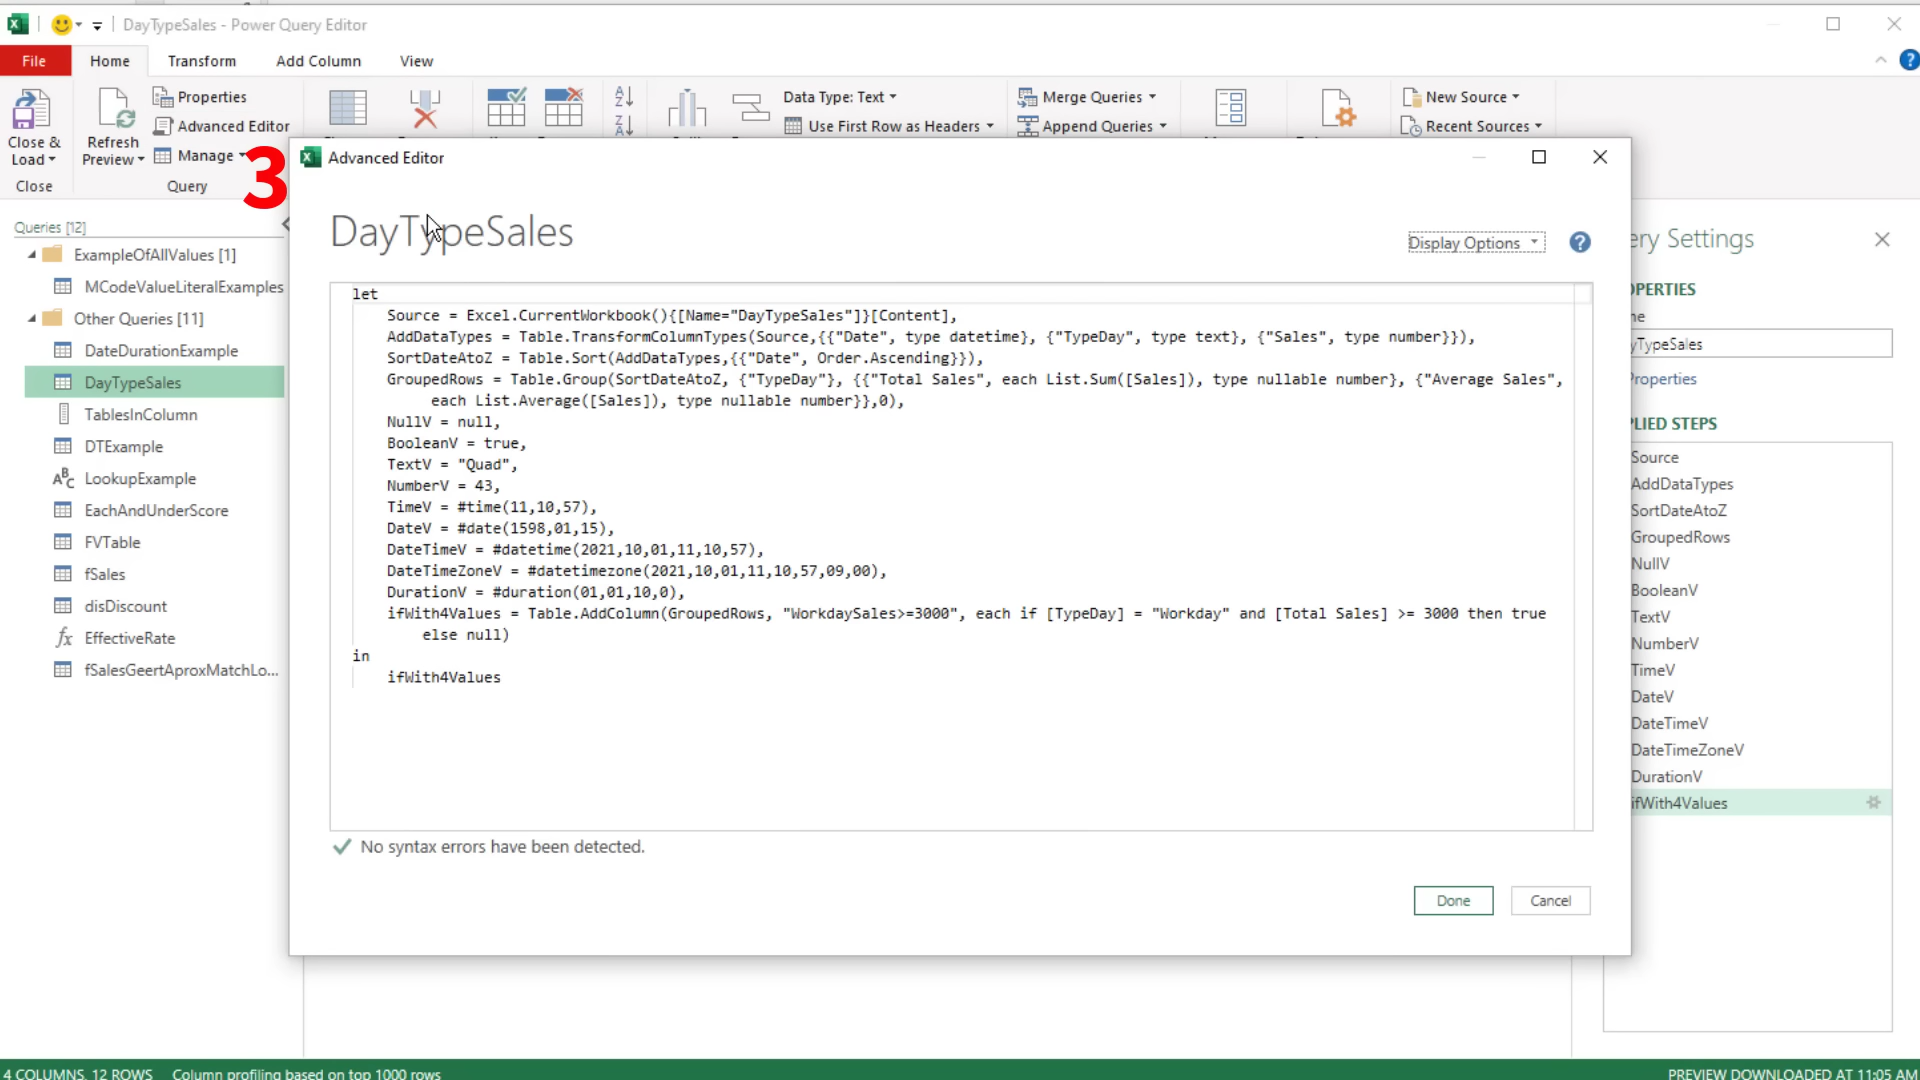 DayTypeSales - Power Query Editor
File
Home
Transform
Add Column
View
Close &
Load
Close
Refresh
Preview
Properties
Advanced Editor
Manage
Query
3
A
Z
Z
A
Data Type: Text
Use First Row as Headers
Merge Queries
Append Queries
New Source
Recent Sources
?
Queries [12]
ExampleOfAllValues [1]
MCodeValueLiteralExamples
Other Queries [11]
DateDurationExample
DayTypeSales
TablesInColumn
DTExample
ABC LookupExample
EachAndUnderScore
FVTable
fSales
disDiscount
fx EffectiveRate
fSalesGeertAproxMatchLo...
Advanced Editor
DayTypeSales
Display Options
?
let
Source = Excel.CurrentWorkbook(){[Name="DayTypeSales"]}[Content],
AddDataTypes = Table.TransformColumnTypes(Source,{{"Date", type datetime}, {"TypeDay", type text}, {"Sales", type number}}),
SortDateAtoZ = Table.Sort(AddDataTypes,{{"Date", Order.Ascending}}),
GroupedRows = Table.Group(SortDateAtoZ, {"TypeDay"}, {{"Total Sales", each List.Sum([Sales]), type nullable number}, {"Average Sales",
each List.Average([Sales]), type nullable number}},0),
NullV = null,
BooleanV = true,
TextV = "Quad",
NumberV = 43,
TimeV = #time(11,10,57),
DateV = #date(1598,01,15),
DateTimeV = #datetime(2021,10,01,11,10,57),
DateTimeZoneV = #datetimezone(2021,10,01,11,10,57,09,00),
DurationV = #duration(01,01,10,0),
ifWith4Values = Table.AddColumn(GroupedRows, "WorkdaySales>=3000", each if [TypeDay] = "Workday" and [Total Sales] >= 3000 then true
else null)
in
ifWith4Values
No syntax errors have been detected.
Done
Cancel
ery Settings
OPERTIES
me
yTypeSales
Properties
PLIED STEPS
Source
AddDataTypes
SortDateAtoZ
GroupedRows
NullV
BooleanV
TextV
NumberV
TimeV
DateV
DateTimeV
DateTimeZoneV
DurationV
ifWith4Values
4 COLUMNS, 12 ROWS
Column profiling based on top 1000 rows
PREVIEW DOWNLOADED AT 11:05 AM